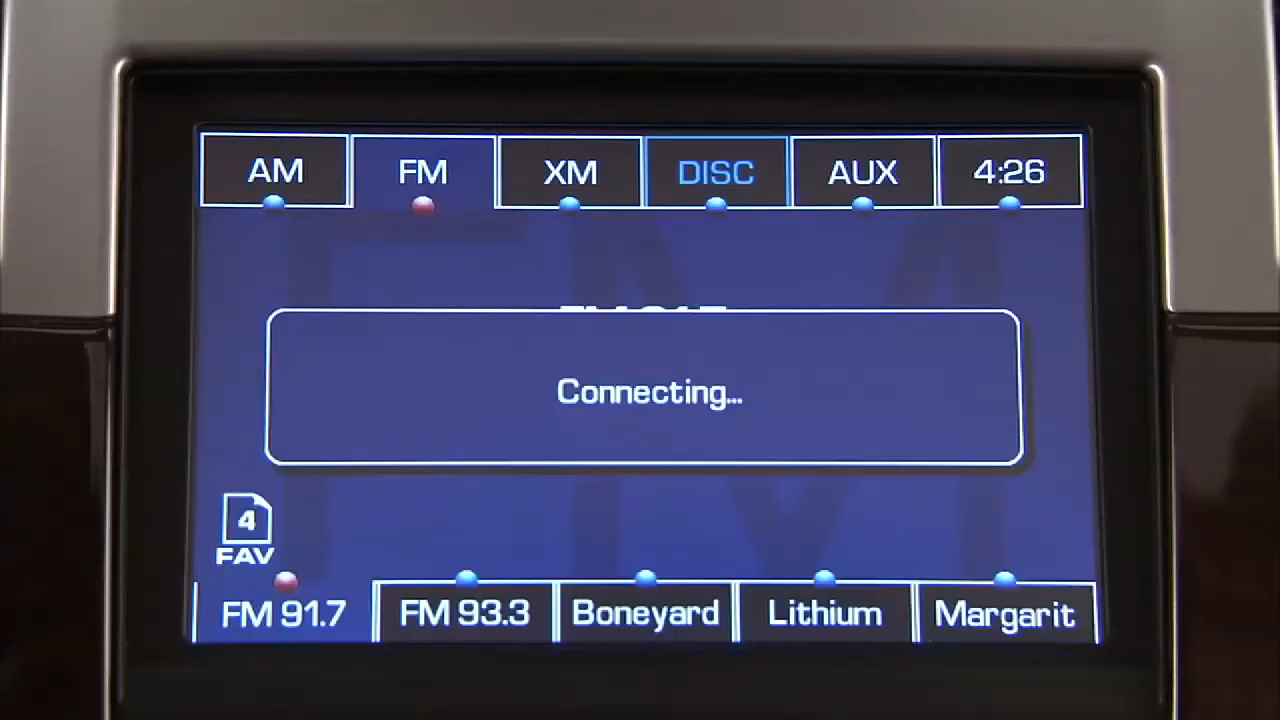 AM FM XM DISC AUX 4:26
Connecting...
4
FAV
FM 91.7 FM 93.3 Boneyard Lithium Margarit